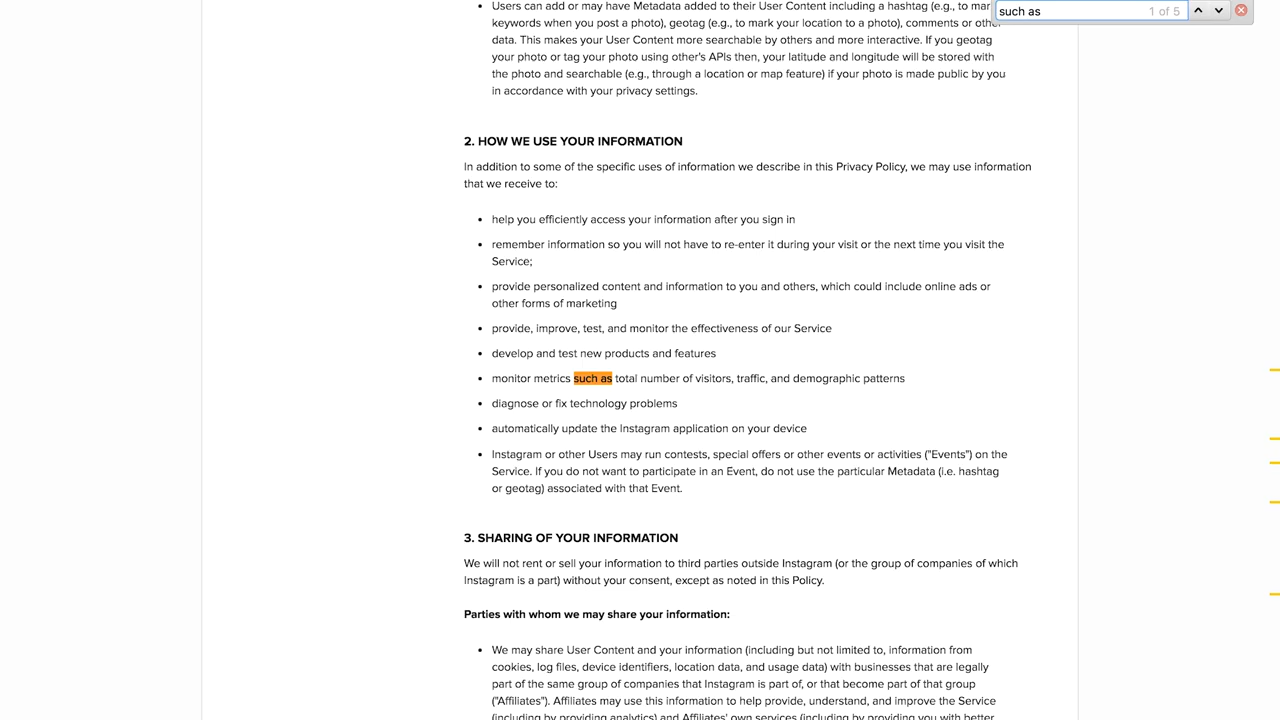 Users can add or may have Metadata added to their User Content including a hashtag (e.g., to mar
such as 1 of 5
keywords when you post a photo), geotag (e.g., to mark your location to a photo), comments or other
data. This makes your User Content more searchable by others and more interactive. If you geotag
your photo or tag your photo using other's APIs then, your latitude and longitude will be stored with
the photo and searchable (e.g., through a location or map feature) if your photo is made public by you
in accordance with your privacy settings.
2. HOW WE USE YOUR INFORMATION
In addition to some of the specific uses of information we describe in this Privacy Policy, we may use information
that we receive to:
help you efficiently access your information after you sign in
remember information so you will not have to re-enter it during your visit or the next time you visit the
Service;
provide personalized content and information to you and others, which could include online ads or
other forms of marketing
provide, improve, test, and monitor the effectiveness of our Service
develop and test new products and features
monitor metrics such as total number of visitors, traffic, and demographic patterns
diagnose or fix technology problems
automatically update the Instagram application on your device
Instagram or other Users may run contests, special offers or other events or activities ("Events") on the
Service. If you do not want to participate in an Event, do not use the particular Metadata (i.e. hashtag
or geotag) associated with that Event.
3. SHARING OF YOUR INFORMATION
We will not rent or sell your information to third parties outside Instagram (or the group of companies of which
Instagram is a part) without your consent, except as noted in this Policy.
Parties with whom we may share your information:
We may share User Content and your information (including but not limited to, information from
cookies, log files, device identifiers, location data, and usage data) with businesses that are legally
part of the same group of companies that Instagram is part of, or that become part of that group
("Affiliates"). Affiliates may use this information to help provide, understand, and improve the Service
(including by providing analytics) and Affiliates' own services (including by providing you with better